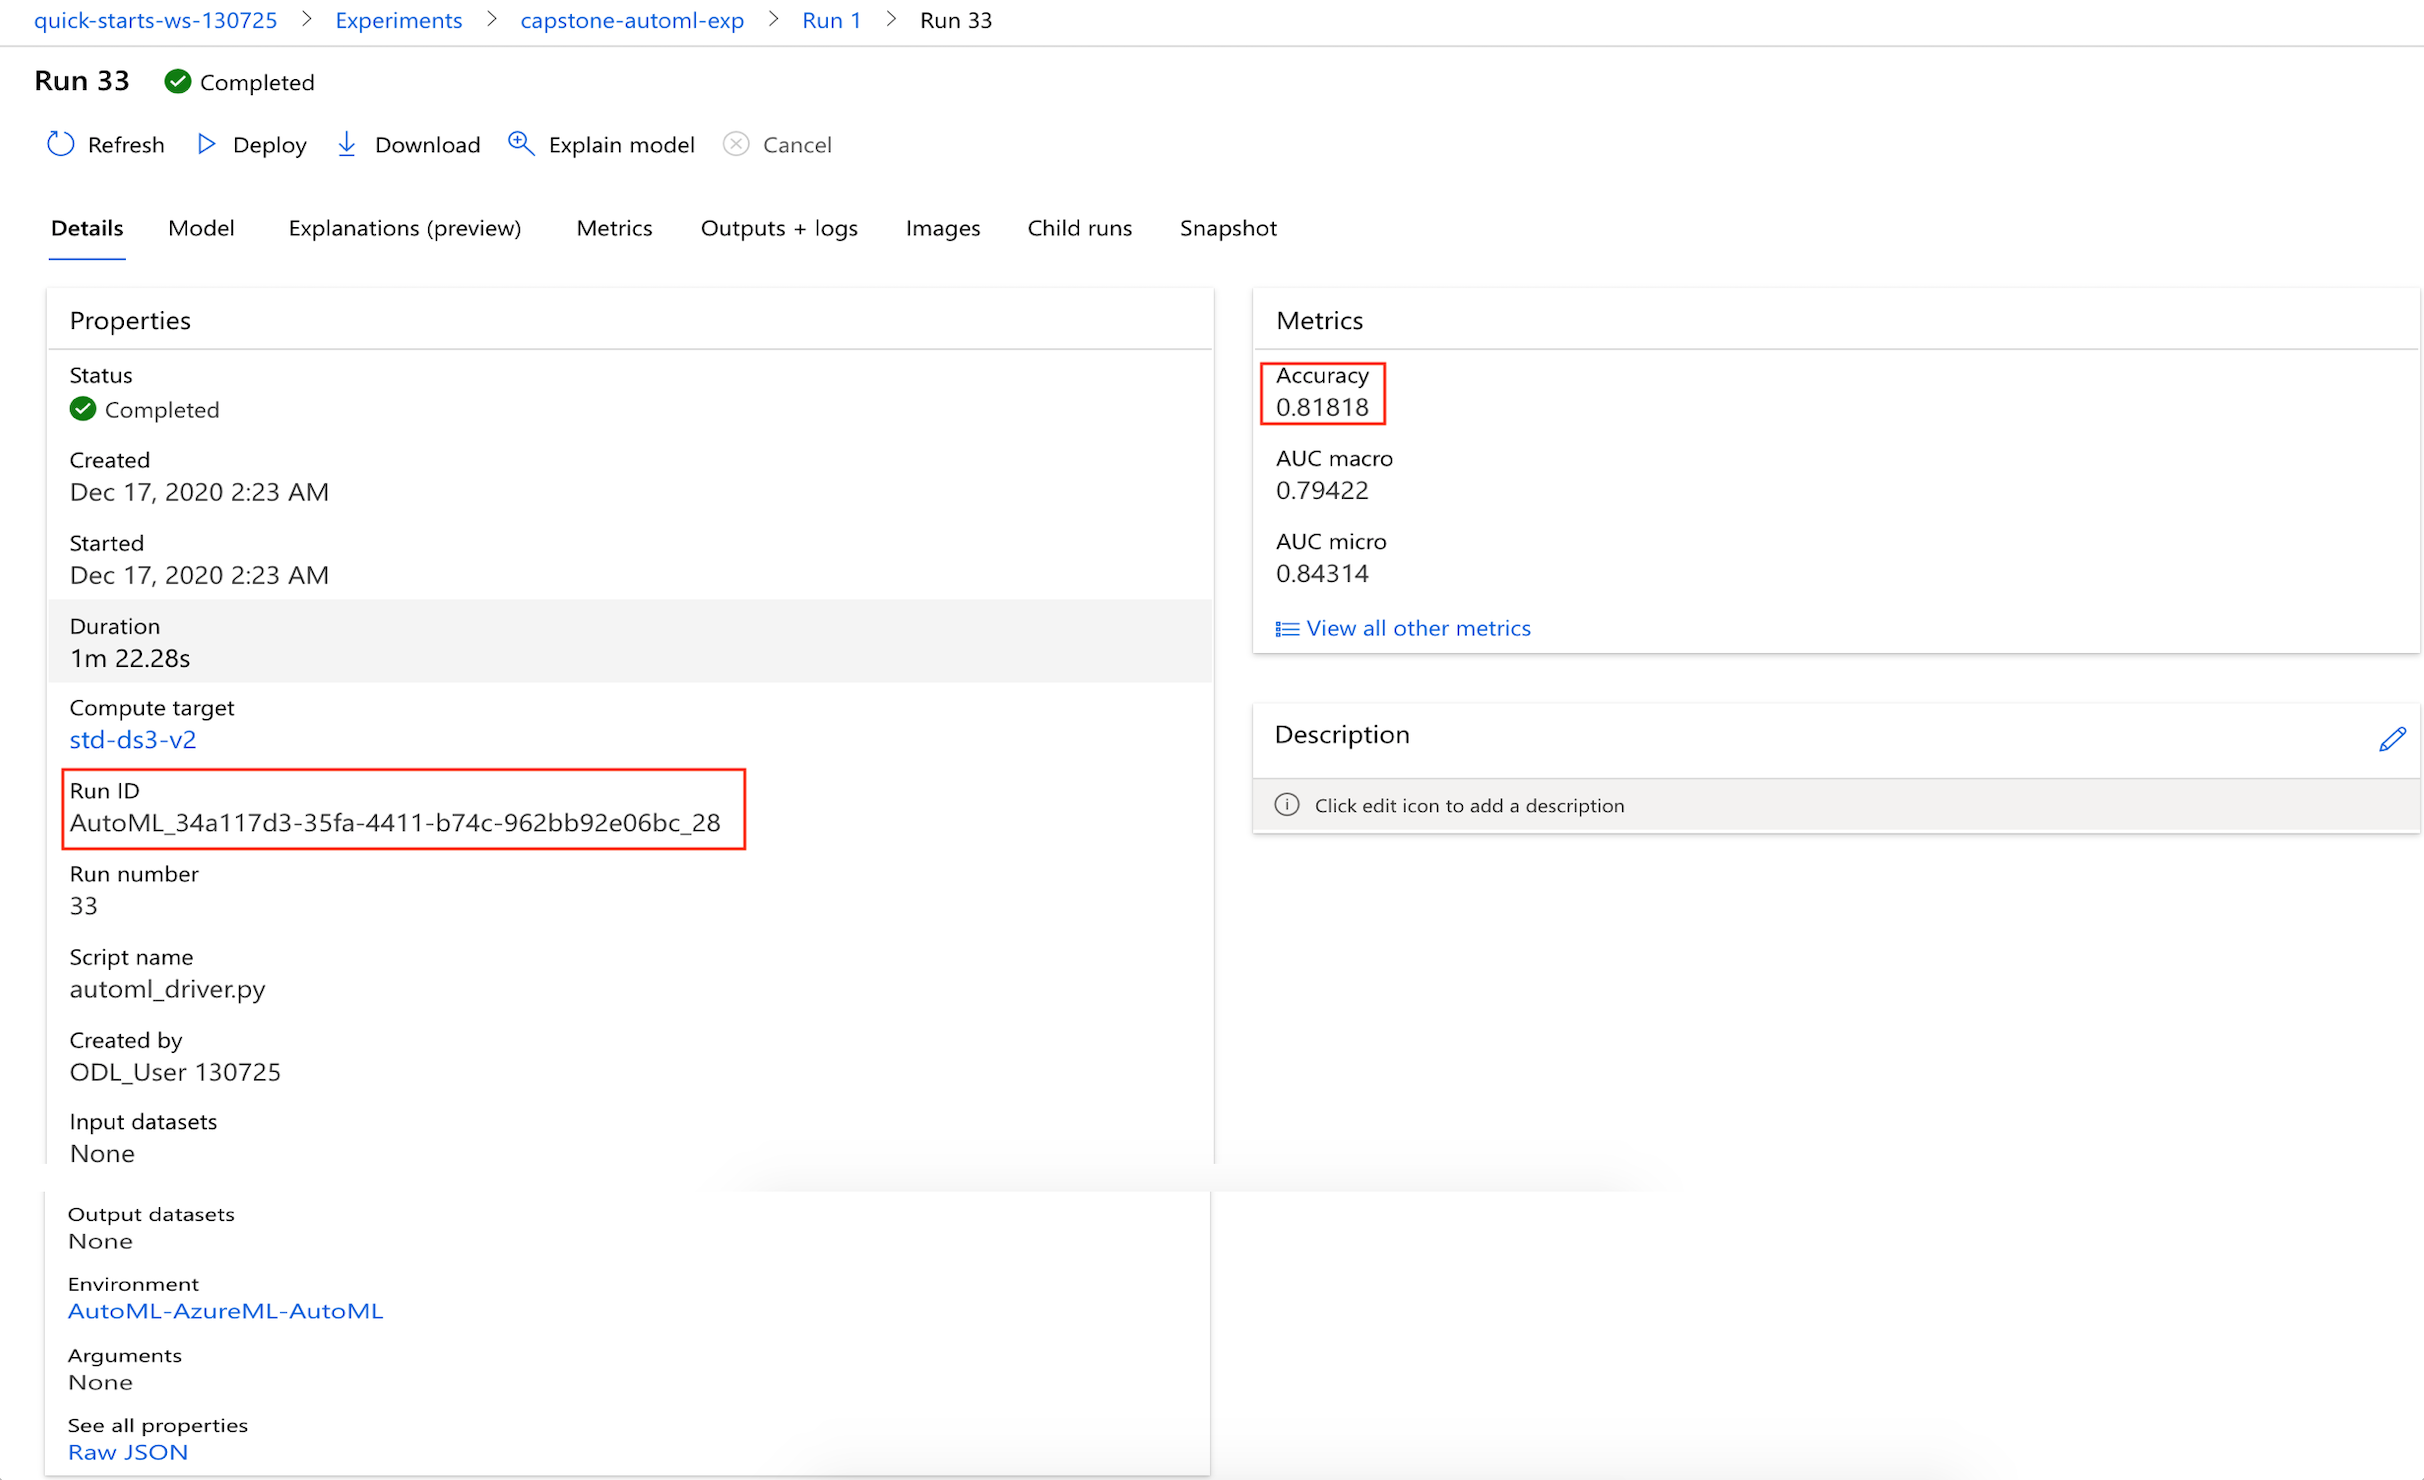 quick-starts-ws-130725 > Experiments > capstone-automl-exp > Run 1 > Run 33
Run 33 Completed
Refresh Deploy Download Explain model Cancel
Details Model Explanations (preview) Metrics Outputs + logs Images Child runs Snapshot
Properties
Status
Completed
Created
Dec 17, 2020 2:23 AM
Started
Dec 17, 2020 2:23 AM
Duration
1m 22.28s
Compute target
std-ds3-v2
Run ID
AutoML_34a117d3-35fa-4411-b74c-962bb92e06bc_28
Run number
33
Script name
automl_driver.py
Created by
ODL_User 130725
Input datasets
None
Output datasets
None
Environment
AutoML-AzureML-AutoML
Arguments
None
See all properties
Raw JSON
Metrics
Accuracy
0.81818
AUC macro
0.79422
AUC micro
0.84314
View all other metrics
Description
Click edit icon to add a description